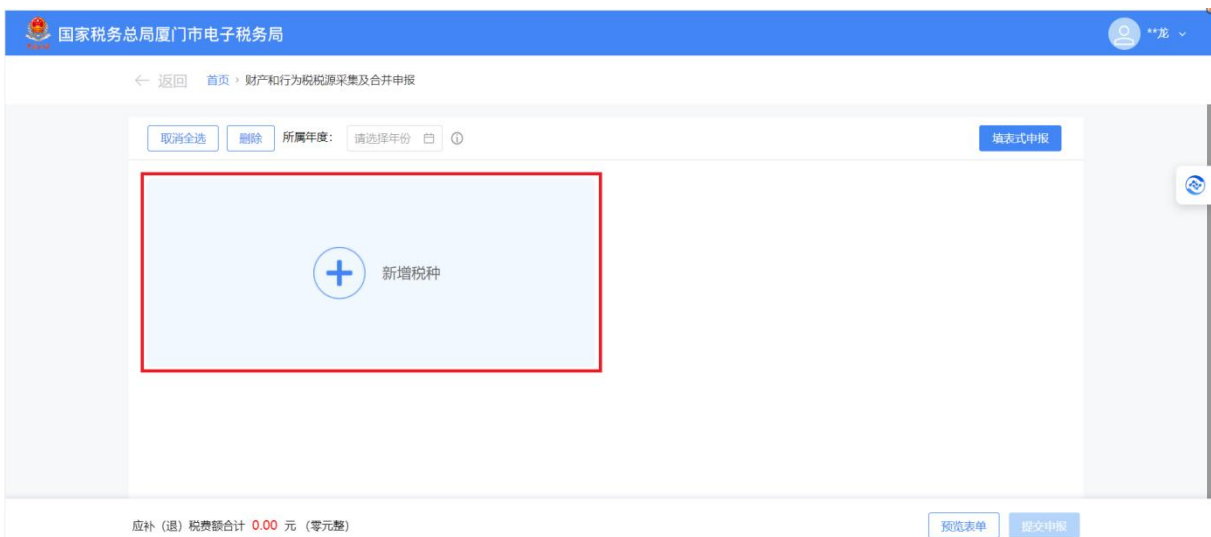 国家税务总局厦门市电子税务局
**龙
返回 首页 › 财产和行为税税源采集及合并申报
取消全选 删除 所属年度: 请选择年份 填表式申报
新增税种
应补（退）税费额合计 0.00 元 （零元整） 预览表单 提交申报